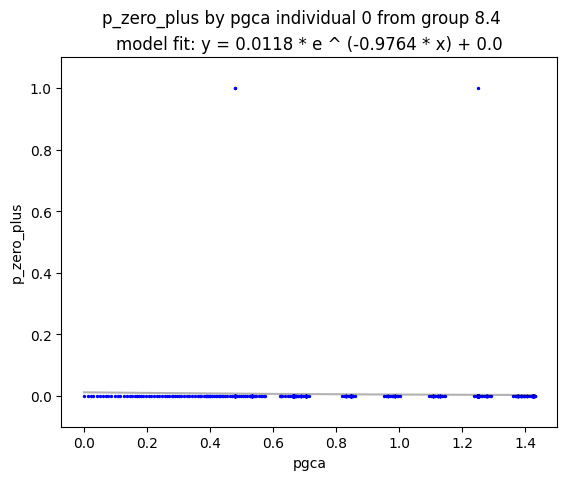 p_zero_plus by pgca individual 0 from group 8.4
model fit: y = 0.0118 * e ^ (-0.9764 * x) + 0.0
1.0
0.8
0.6
0.4
0.2
0.0
p_zero_plus
0.0 0.2 0.4 0.6 0.8 1.0 1.2 1.4
pgca